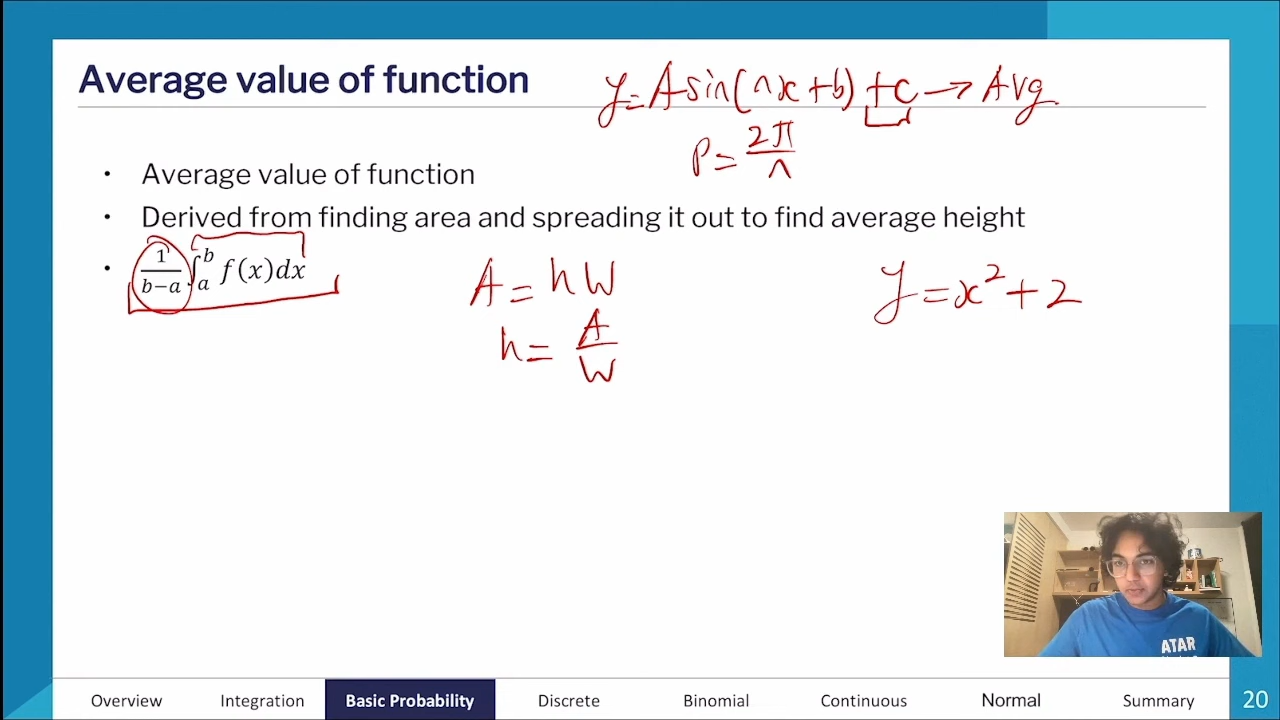 Average value of function
y=Asin(nx+b)+c→Avg
P=2π/n
• Average value of function
• Derived from finding area and spreading it out to find average height
• 1/(b−a) ∫ₐᵇ f(x)dx
A=hW
h=A/W
y=x²+2
ATAR
Overview Integration Basic Probability Discrete Binomial Continuous Normal Summary 20